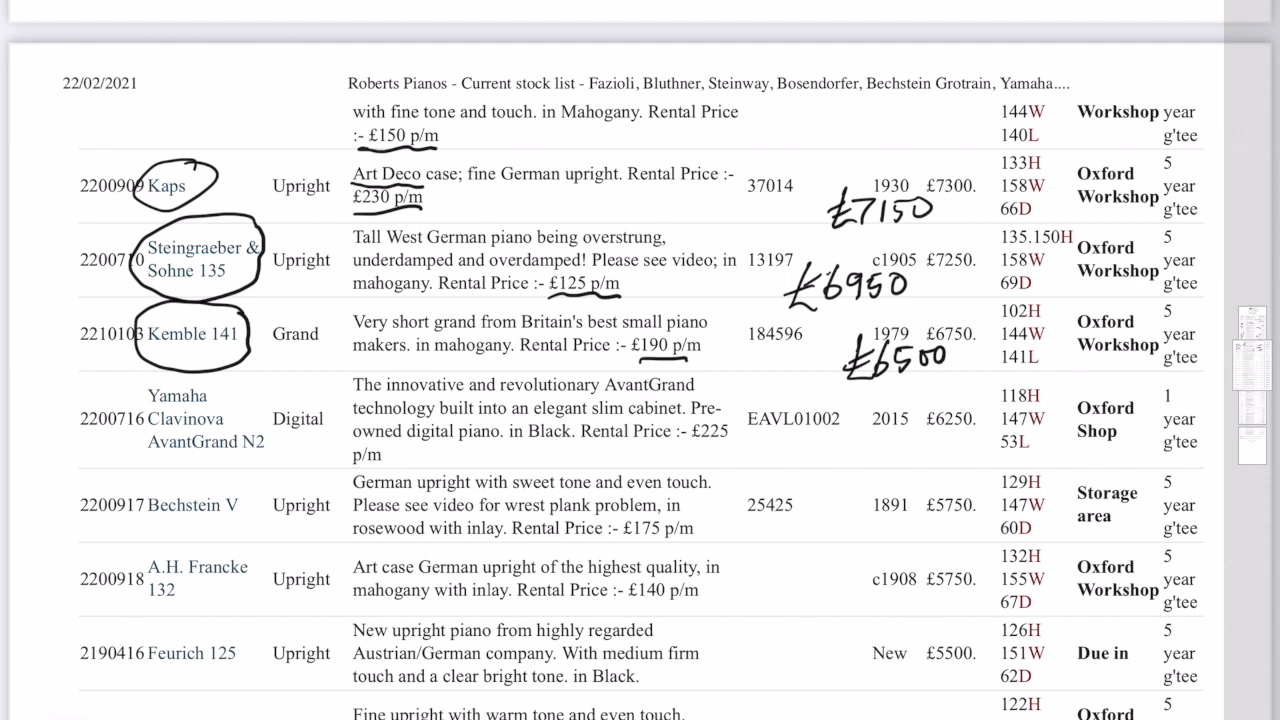 22/02/2021 Roberts Pianos - Current stock list - Fazioli, Bluthner, Steinway, Bosendorfer, Bechstein Grotrain, Yamaha....
with fine tone and touch. in Mahogany. Rental Price 144W Workshop year
:- £150 p/m 140L g'tee
133H 5
Art Deco case; fine German upright. Rental Price :- Oxford
2200909 Kaps Upright 37014 1930 £7300. 158W year
£230 p/m Workshop
66D g'tee
£7150
Steingraeber & Tall West German piano being overstrung, 135.150H 5
2200710 Upright underdamped and overdamped! Please see video; in 13197 c1905 £7250. 158W Oxford year
Sohne 135 mahogany. Rental Price :- £125 p/m 69D Workshop g'tee
£6950
102H 5
Very short grand from Britain's best small piano Oxford
2210103 Kemble 141 Grand 184596 1979 £6750. 144W year
makers. in mahogany. Rental Price :- £190 p/m Workshop
141L g'tee
£6500
The innovative and revolutionary AvantGrand
Yamaha 118H 1
technology built into an elegant slim cabinet. Pre- Oxford
2200716 Clavinova Digital EAVL01002 2015 £6250. 147W year
owned digital piano. in Black. Rental Price :- £225 Shop
AvantGrand N2 53L g'tee
p/m
German upright with sweet tone and even touch. 129H 5
2200917 Bechstein V Upright Please see video for wrest plank problem, in 25425 1891 £5750. 147W Storage area year
rosewood with inlay. Rental Price :- £175 p/m 60D g'tee
132H 5
A.H. Francke Art case German upright of the highest quality, in Oxford
2200918 Upright c1908 £5750. 155W year
132 mahogany with inlay. Rental Price :- £140 p/m Workshop
67D g'tee
New upright piano from highly regarded 126H 5
2190416 Feurich 125 Upright Austrian/German company. With medium firm New £5500. 151W Due in year
touch and a clear bright tone. in Black. 62D g'tee
122H 5
Fine upright with warm tone and even touch. Oxford